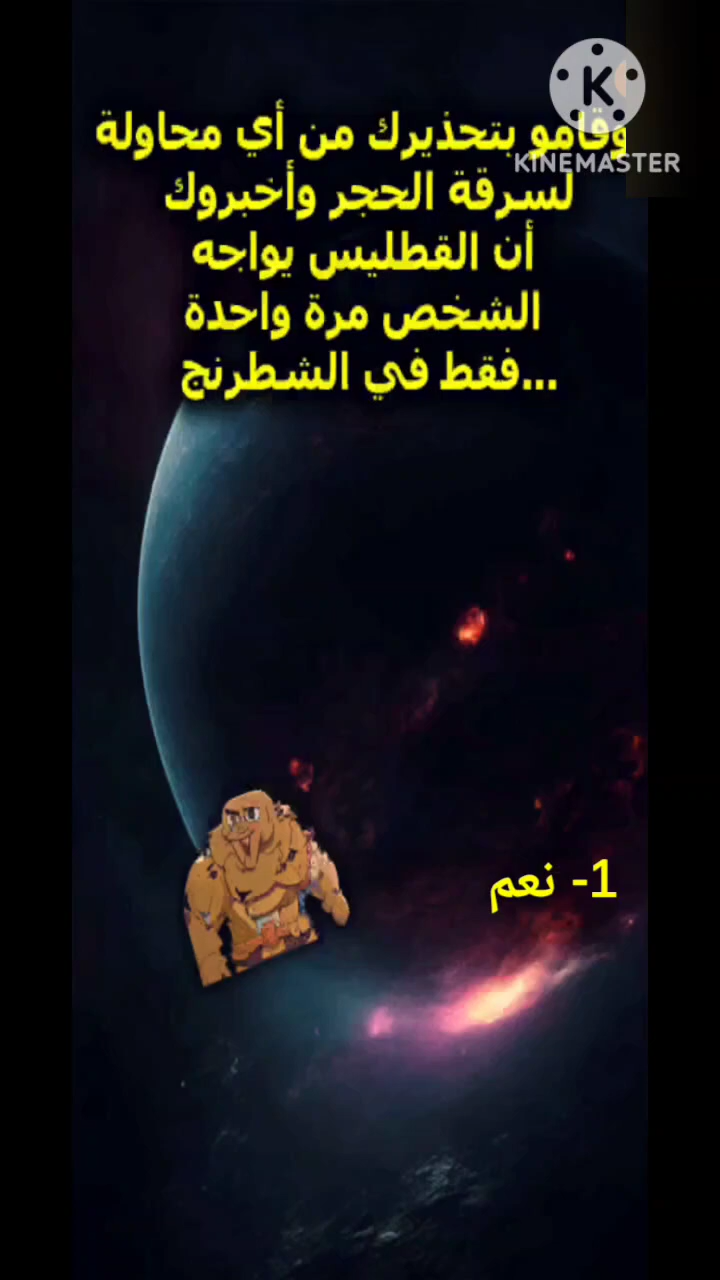 وقامو بتحذيرك من أي محاولة
لسرقة الحجر وأخبروك
أن القطليس يواجه
الشخص مرة واحدة
...فقط في الشطرنج
1- نعم
K
KINEMASTER